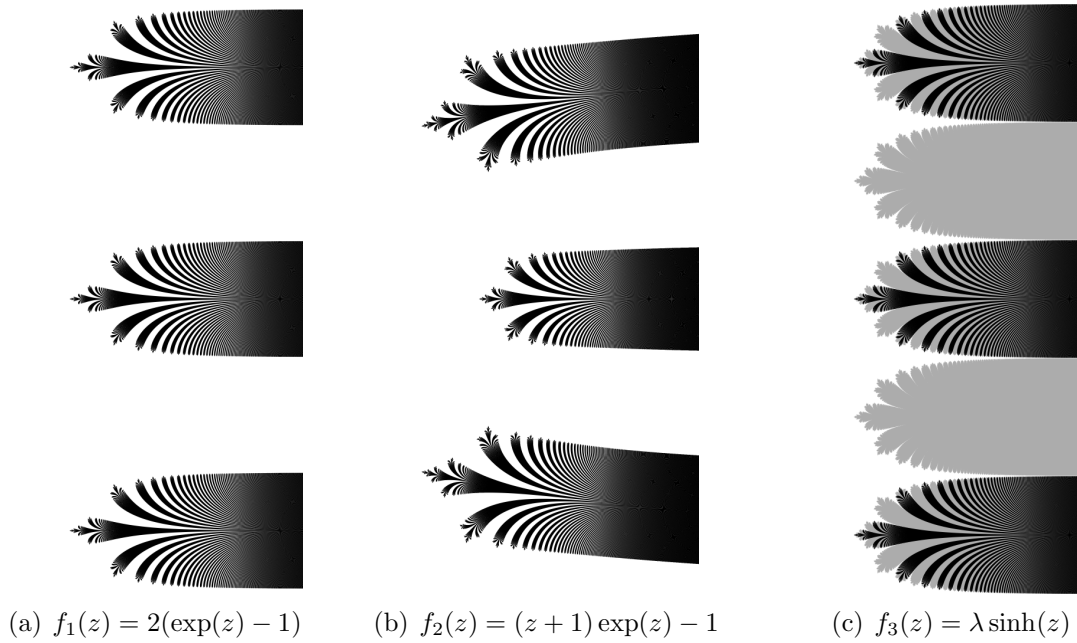 (a) f₁(z) = 2(exp(z) − 1)
(b) f₂(z) = (z + 1) exp(z) − 1
(c) f₃(z) = λ sinh(z)